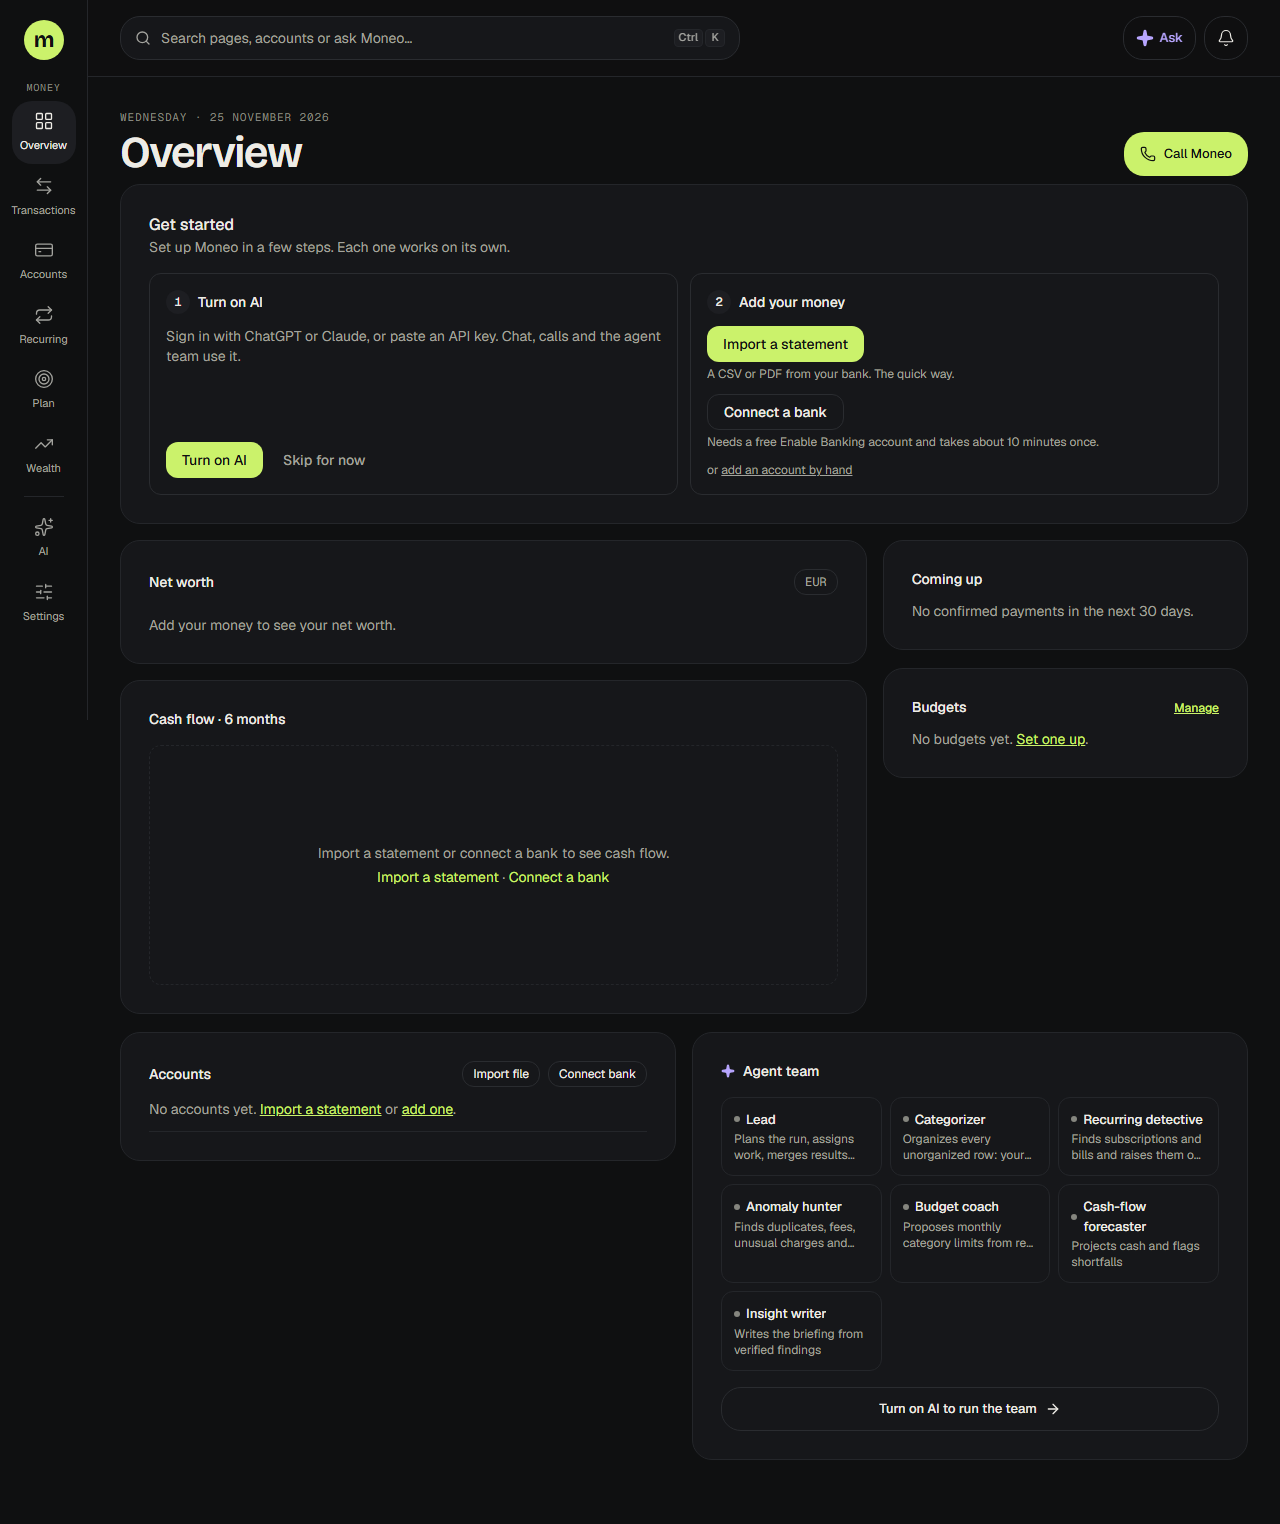 m
MONEY
Overview
Transactions
Accounts
Recurring
Plan
Wealth
AI
Settings
Search pages, accounts or ask Moneo...
Ctrl K
Ask
WEDNESDAY · 25 NOVEMBER 2026
Overview
Call Moneo
Get started
Set up Moneo in a few steps. Each one works on its own.
1 Turn on AI
Sign in with ChatGPT or Claude, or paste an API key. Chat, calls and the agent
team use it.
Turn on AI
Skip for now
2 Add your money
Import a statement
A CSV or PDF from your bank. The quick way.
Connect a bank
Needs a free Enable Banking account and takes about 10 minutes once.
or add an account by hand
Net worth
EUR
Add your money to see your net worth.
Coming up
No confirmed payments in the next 30 days.
Cash flow · 6 months
Import a statement or connect a bank to see cash flow.
Import a statement · Connect a bank
Budgets
Manage
No budgets yet. Set one up.
Accounts
Import file
Connect bank
No accounts yet. Import a statement or add one.
Agent team
Lead
Plans the run, assigns
work, merges results...
Categorizer
Organizes every
unorganized row: your...
Recurring detective
Finds subscriptions and
bills and raises them o...
Anomaly hunter
Finds duplicates, fees,
unusual charges and...
Budget coach
Proposes monthly
category limits from re...
Cash-flow
forecaster
Projects cash and flags
shortfalls
Insight writer
Writes the briefing from
verified findings
Turn on AI to run the team